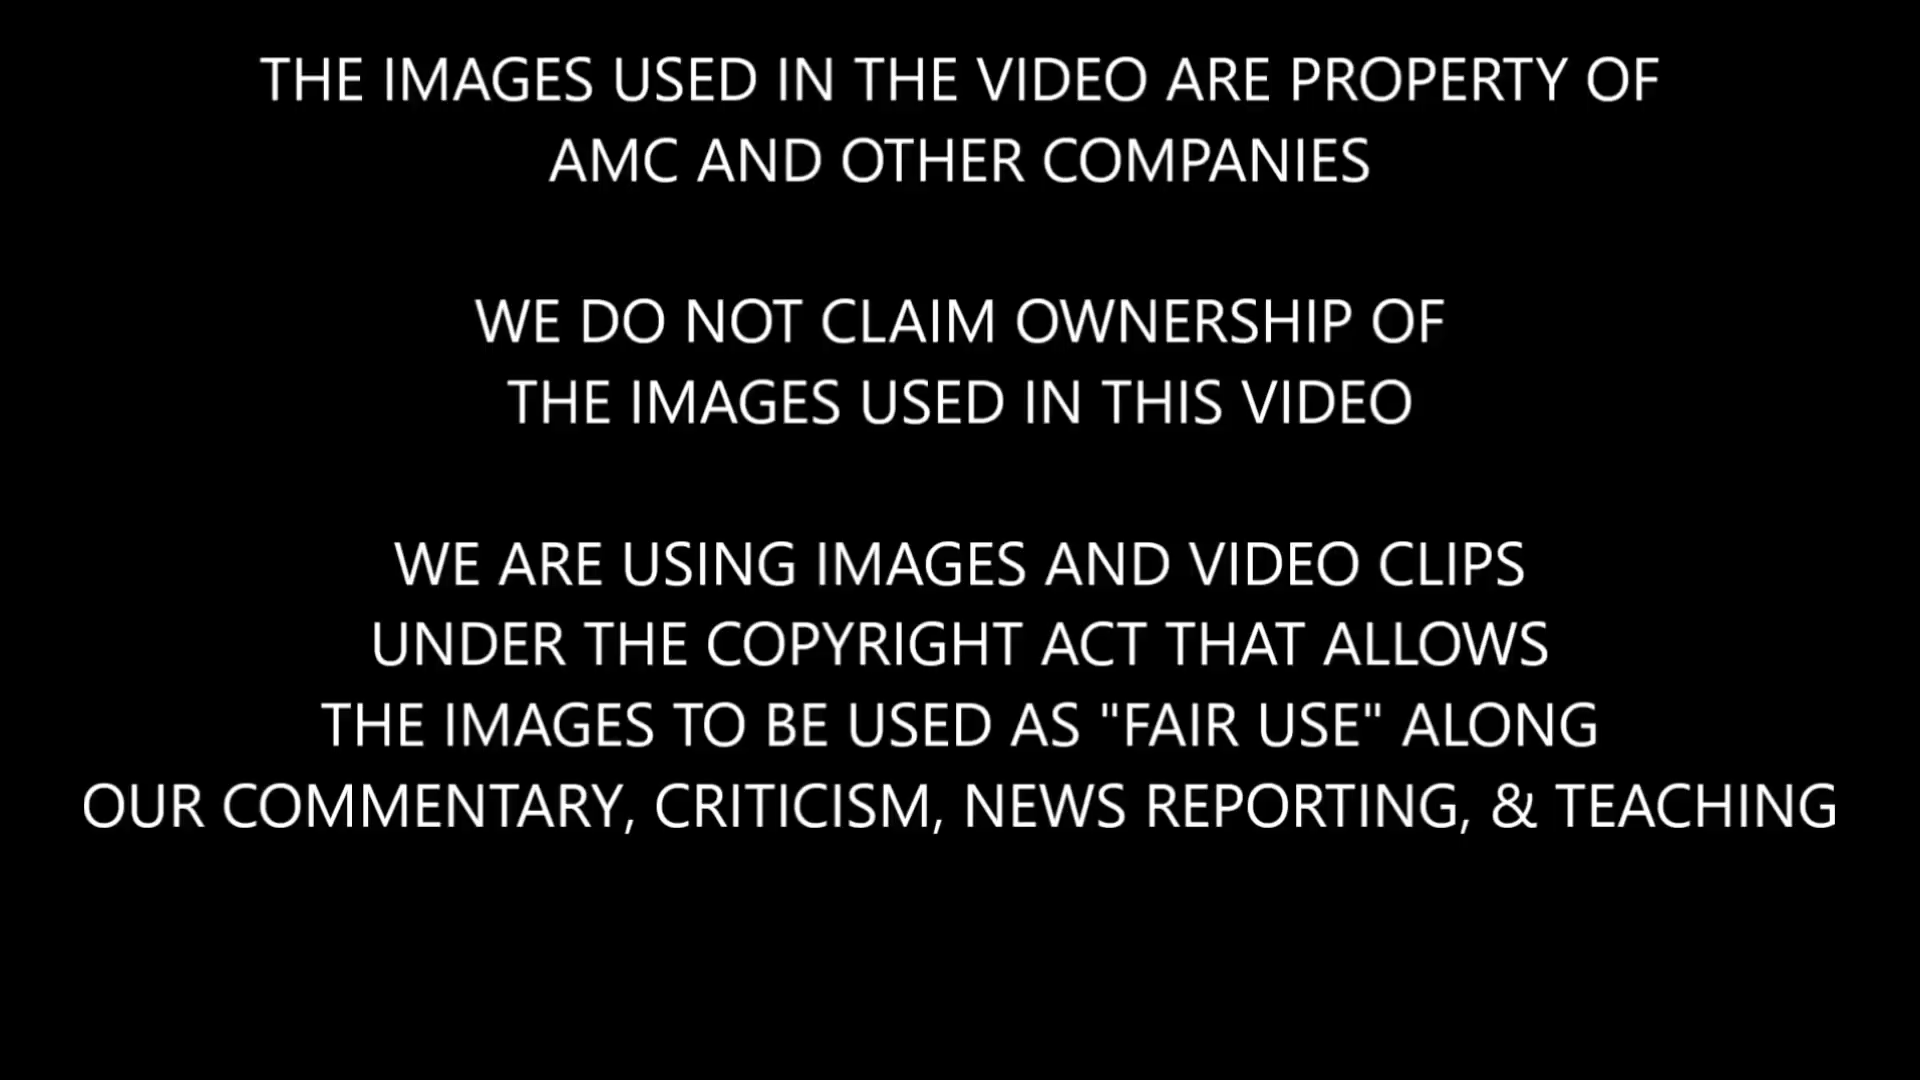 THE IMAGES USED IN THE VIDEO ARE PROPERTY OF
AMC AND OTHER COMPANIES
WE DO NOT CLAIM OWNERSHIP OF
THE IMAGES USED IN THIS VIDEO
WE ARE USING IMAGES AND VIDEO CLIPS
UNDER THE COPYRIGHT ACT THAT ALLOWS
THE IMAGES TO BE USED AS "FAIR USE" ALONG
OUR COMMENTARY, CRITICISM, NEWS REPORTING, & TEACHING